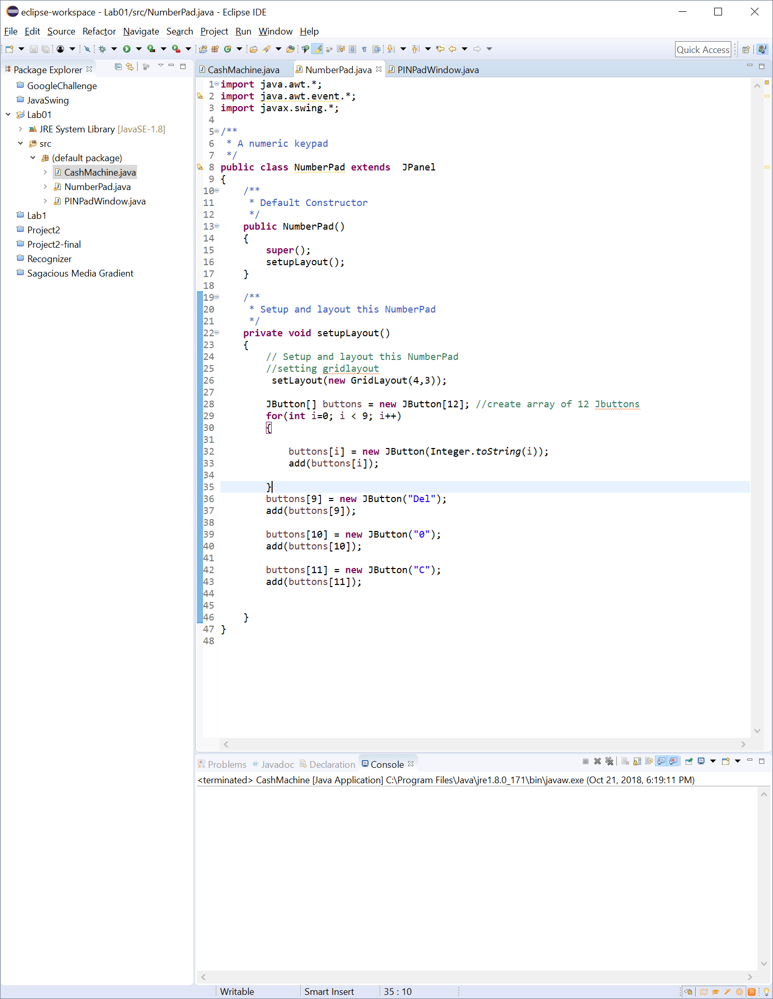 eclipse-workspace - Lab01/src/NumberPad.java - Eclipse IDE
File Edit Source Refactor Navigate Search Project Run Window Help
Quick Access
Package Explorer
GoogleChallenge
JavaSwing
Lab01
JRE System Library [JavaSE-1.8]
src
(default package)
CashMachine.java
NumberPad.java
PINPadWindow.java
Lab1
Project2
Project2-final
Recognizer
Sagacious Media Gradient
CashMachine.java NumberPad.java PINPadWindow.java
1 import java.awt.*;
2 import java.awt.event.*;
3 import javax.swing.*;
4
5 /**
6  * A numeric keypad
7  */
8 public class NumberPad extends  JPanel
9 {
10     /**
11      * Default Constructor
12      */
13     public NumberPad()
14     {
15         super();
16         setupLayout();
17     }
18
19     /**
20      * Setup and layout this NumberPad
21      */
22     private void setupLayout()
23     {
24         // Setup and layout this NumberPad
25         //setting gridlayout
26          setLayout(new GridLayout(4,3));
27
28         JButton[] buttons = new JButton[12]; //create array of 12 Jbuttons
29         for(int i=0; i < 9; i++)
30         {
31
32             buttons[i] = new JButton(Integer.toString(i));
33             add(buttons[i]);
34
35         }
36         buttons[9] = new JButton("Del");
37         add(buttons[9]);
38
39         buttons[10] = new JButton("0");
40         add(buttons[10]);
41
42         buttons[11] = new JButton("C");
43         add(buttons[11]);
44
45
46     }
47 }
48
Problems @ Javadoc Declaration Console
<terminated> CashMachine [Java Application] C:\Program Files\Java\jre1.8.0_171\bin\javaw.exe (Oct 21, 2018, 6:19:11 PM)
Writable Smart Insert 35 : 10